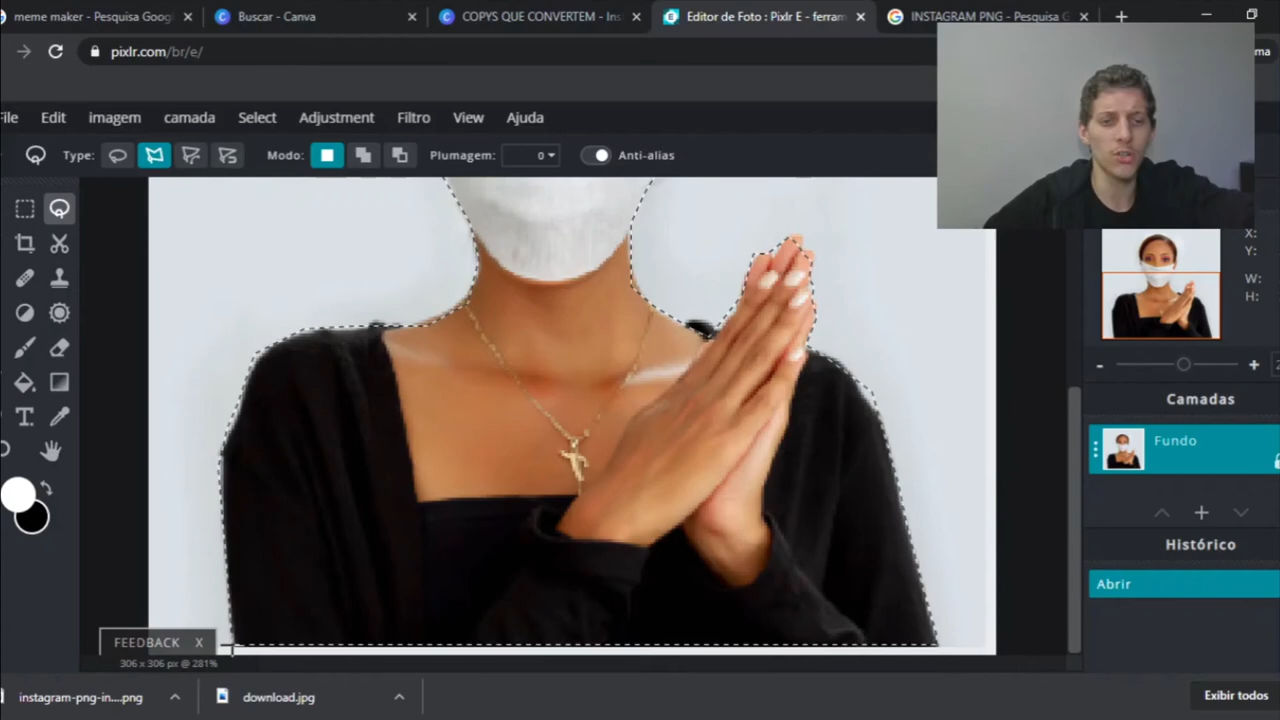 meme maker - Pesquisa Goog
Buscar - Canva
COPYS QUE CONVERTEM - Ins
Editor de Foto : Pixlr E - ferram
INSTAGRAM PNG - Pesquisa G
pixlr.com/br/e/
ma
File Edit imagem camada Select Adjustment Filtro View Ajuda
Type: Modo: Plumagem: 0 Anti-alias
X:
Y:
W:
H:
Camadas
Fundo
Histórico
Abrir
FEEDBACK X
306 x 306 px @ 281%
instagram-png-in....png
download.jpg
Exibir todos